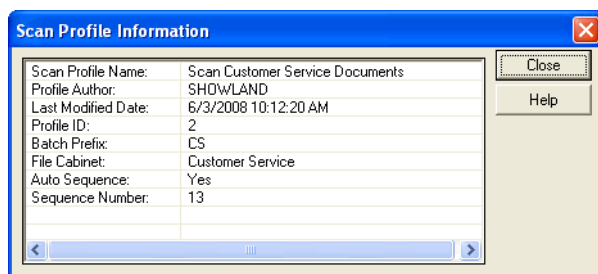 Scan Profile Information
Scan Profile Name: Scan Customer Service Documents
Profile Author: SHOWLAND
Last Modified Date: 6/3/2008 10:12:20 AM
Profile ID: 2
Batch Prefix: CS
File Cabinet: Customer Service
Auto Sequence: Yes
Sequence Number: 13
Close
Help